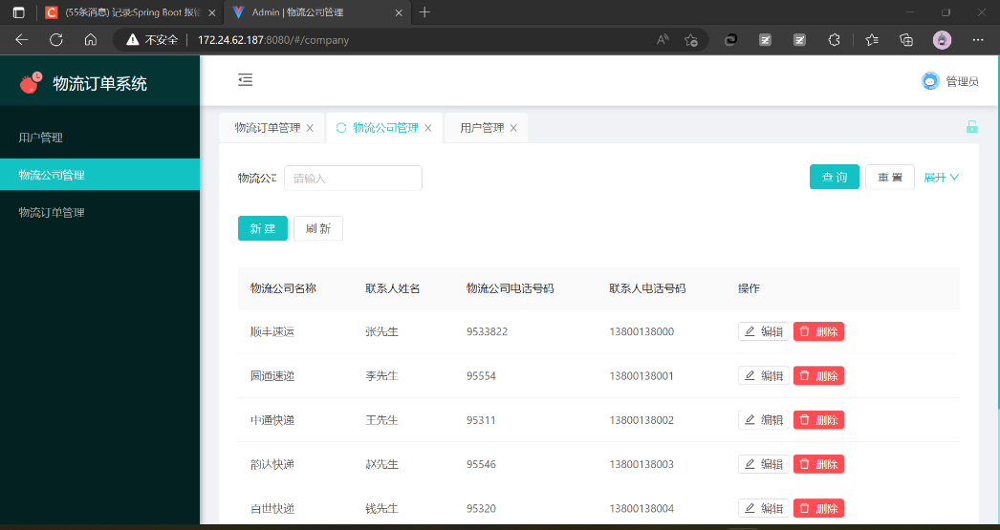 (55条消息) 记录:Spring Boot 报错
Admin | 物流公司管理
不安全 172.24.62.187:8080/#/company
物流订单系统
管理员
用户管理
物流公司管理
物流订单管理
物流订单管理 物流公司管理 用户管理
物流公司 请输入 查 询 重 置 展开
新 建 刷 新
物流公司名称 联系人姓名 物流公司电话号码 联系人电话号码 操作
顺丰速运 张先生 9533822 13800138000 编辑 删除
圆通速递 李先生 95554 13800138001 编辑 删除
中通快递 王先生 95311 13800138002 编辑 删除
韵达快递 赵先生 95546 13800138003 编辑 删除
百世快递 钱先生 95320 13800138004 编辑 删除